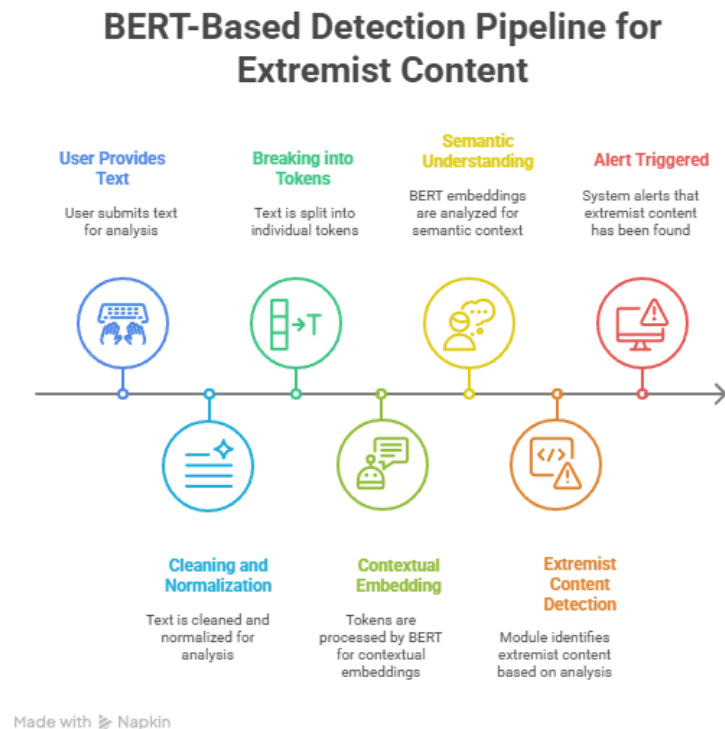 BERT-Based Detection Pipeline for
Extremist Content
User Provides
Text
User submits text
for analysis
Breaking into
Tokens
Text is split into
individual tokens
Semantic
Understanding
BERT embeddings
are analyzed for
semantic context
Alert Triggered
System alerts that
extremist content
has been found
T
</>
Cleaning and
Normalization
Text is cleaned and
normalized for
analysis
Contextual
Embedding
Tokens are
processed by BERT
for contextual
embeddings
Extremist
Content
Detection
Module identifies
extremist content
based on analysis
Made with Napkin